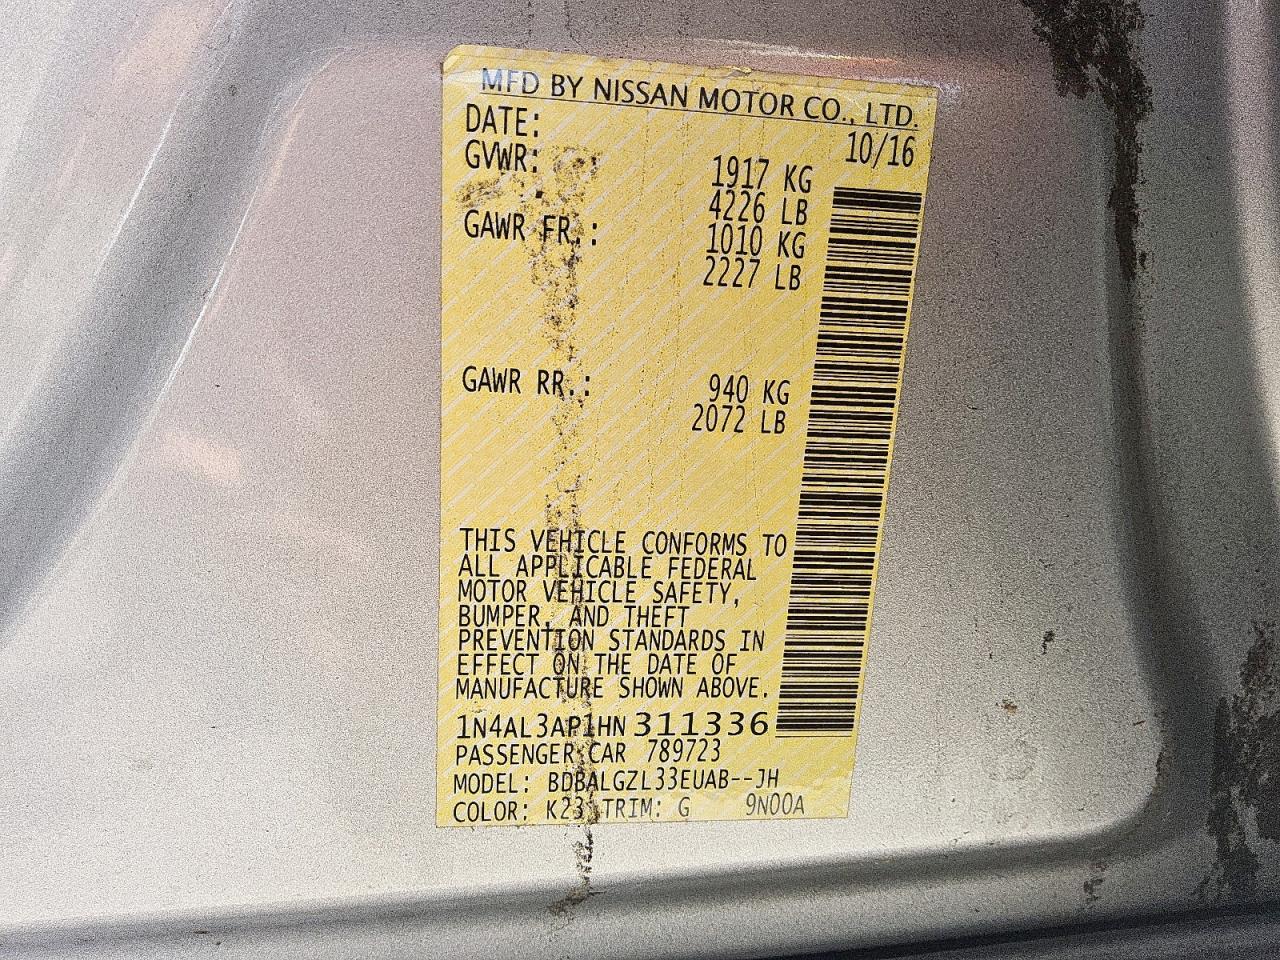 MFD BY NISSAN MOTOR CO., LTD.
DATE: 10/16
GVWR: 1917 KG
4226 LB
GAWR FR.: 1010 KG
2227 LB
GAWR RR.: 940 KG
2072 LB
THIS VEHICLE CONFORMS TO
ALL APPLICABLE FEDERAL
MOTOR VEHICLE SAFETY,
BUMPER, AND THEFT
PREVENTION STANDARDS IN
EFFECT ON THE DATE OF
MANUFACTURE SHOWN ABOVE.
1N4AL3AP1HN311336
PASSENGER CAR 789723
MODEL: BDBALGZL33EUAB--JH
COLOR: K23 TRIM: G 9N00A